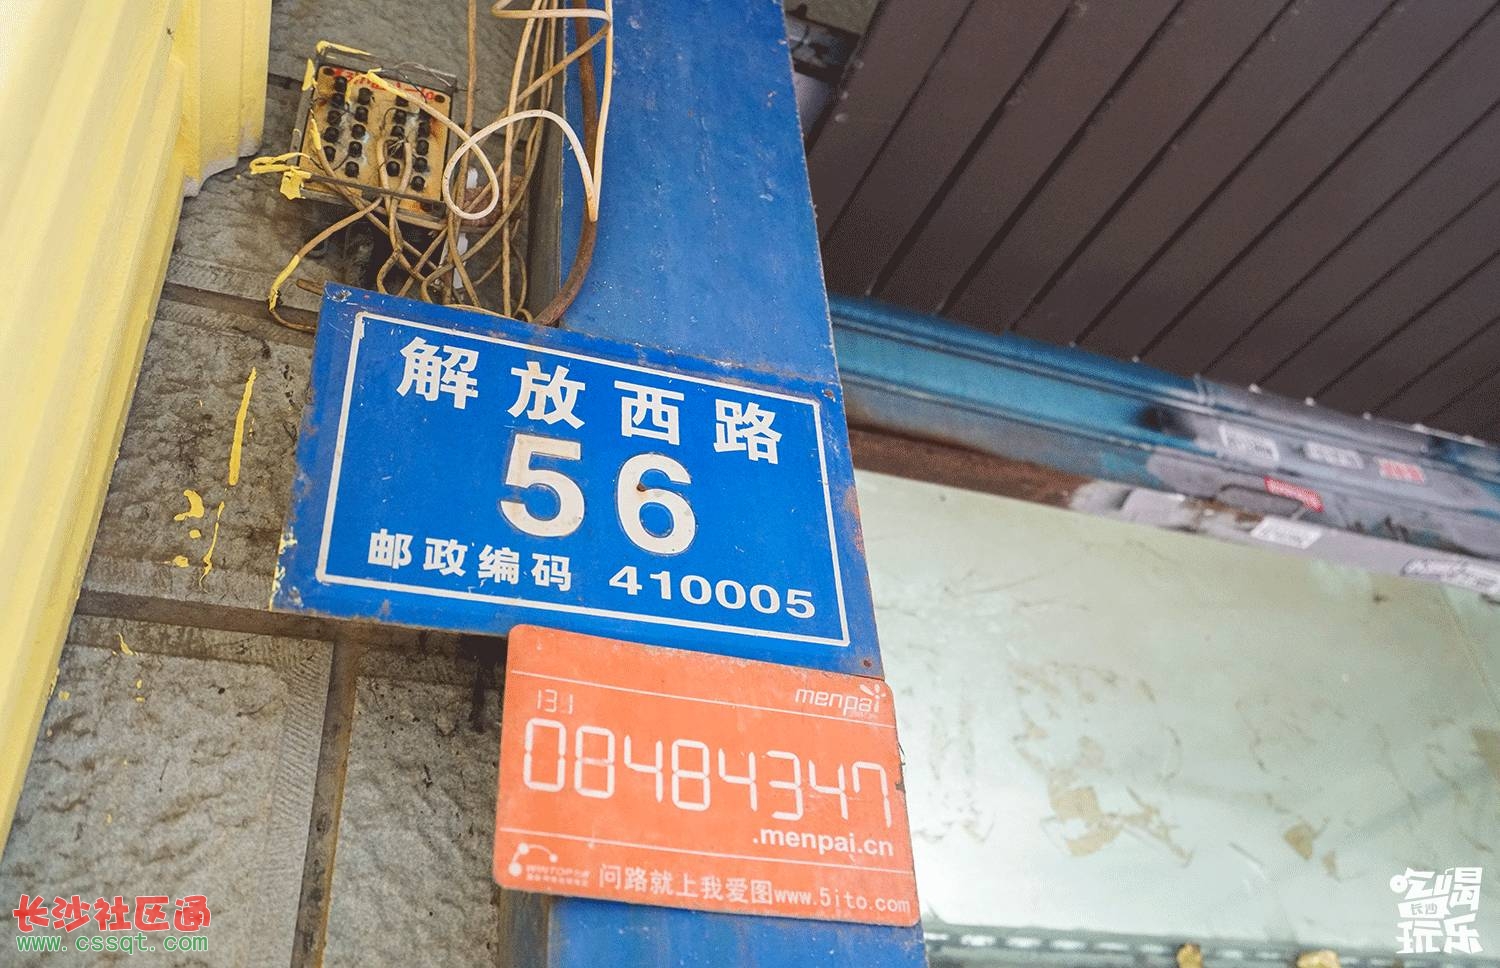 解放西路
56
邮政编码 410005
menpai
131
08484347
.menpai.cn
问路就上我爱图www.5ito.com
长沙社区通
www.cssqt.com
吃喝
长沙
玩乐